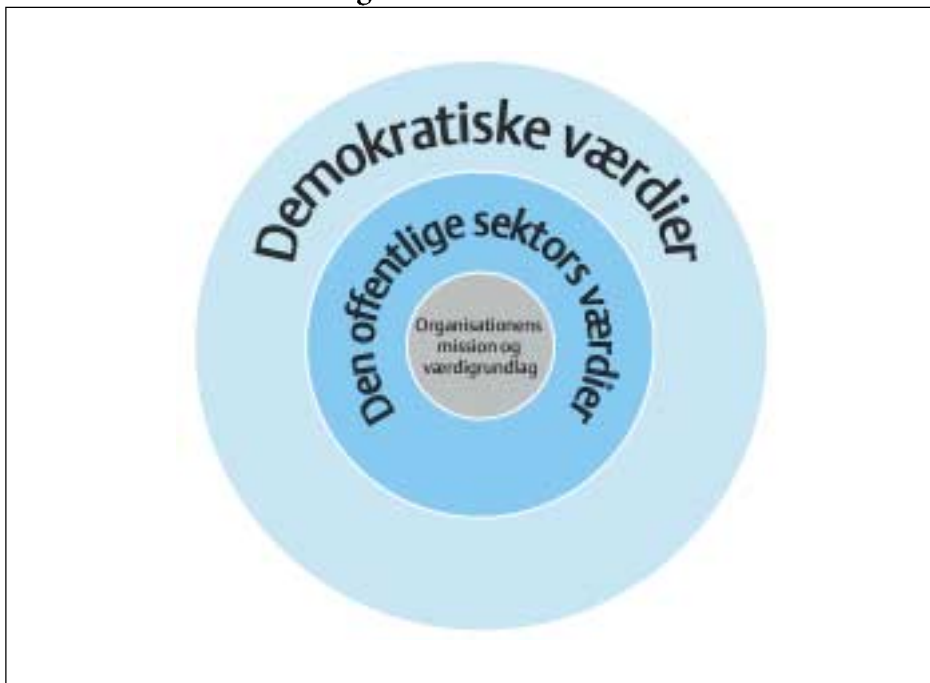 Demokratiske værdier
Den offentlige sektors værdier
Organisationens
mission og
værdigrundlag